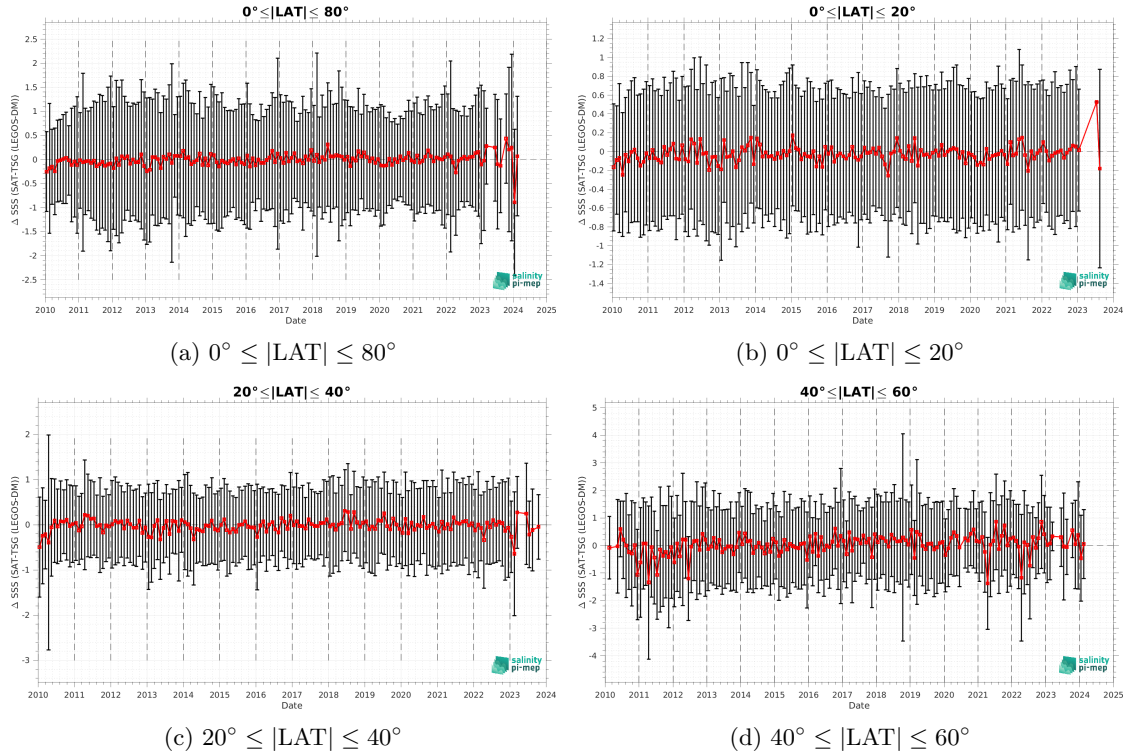 0°≤|LAT|≤ 80°
Δ SSS (SAT-TSG (LEGOS-DM))
2.5
2
1.5
1
0.5
0
-0.5
-1
-1.5
-2
-2.5
2010 2011 2012 2013 2014 2015 2016 2017 2018 2019 2020 2021 2022 2023 2024 2025
Date
salinity
pi-mep
(a) 0° ≤ |LAT| ≤ 80°
0°≤|LAT|≤ 20°
Δ SSS (SAT-TSG (LEGOS-DM))
1.2
1
0.8
0.6
0.4
0.2
0
-0.2
-0.4
-0.6
-0.8
-1
-1.2
-1.4
2010 2011 2012 2013 2014 2015 2016 2017 2018 2019 2020 2021 2022 2023 2024
Date
salinity
pi-mep
(b) 0° ≤ |LAT| ≤ 20°
20°≤|LAT|≤ 40°
Δ SSS (SAT-TSG (LEGOS-DM))
2
1
0
-1
-2
-3
2010 2011 2012 2013 2014 2015 2016 2017 2018 2019 2020 2021 2022 2023 2024
Date
salinity
pi-mep
(c) 20° ≤ |LAT| ≤ 40°
40°≤|LAT|≤ 60°
Δ SSS (SAT-TSG (LEGOS-DM))
5
4
3
2
1
0
-1
-2
-3
-4
2010 2011 2012 2013 2014 2015 2016 2017 2018 2019 2020 2021 2022 2023 2024 2025
Date
salinity
pi-mep
(d) 40° ≤ |LAT| ≤ 60°